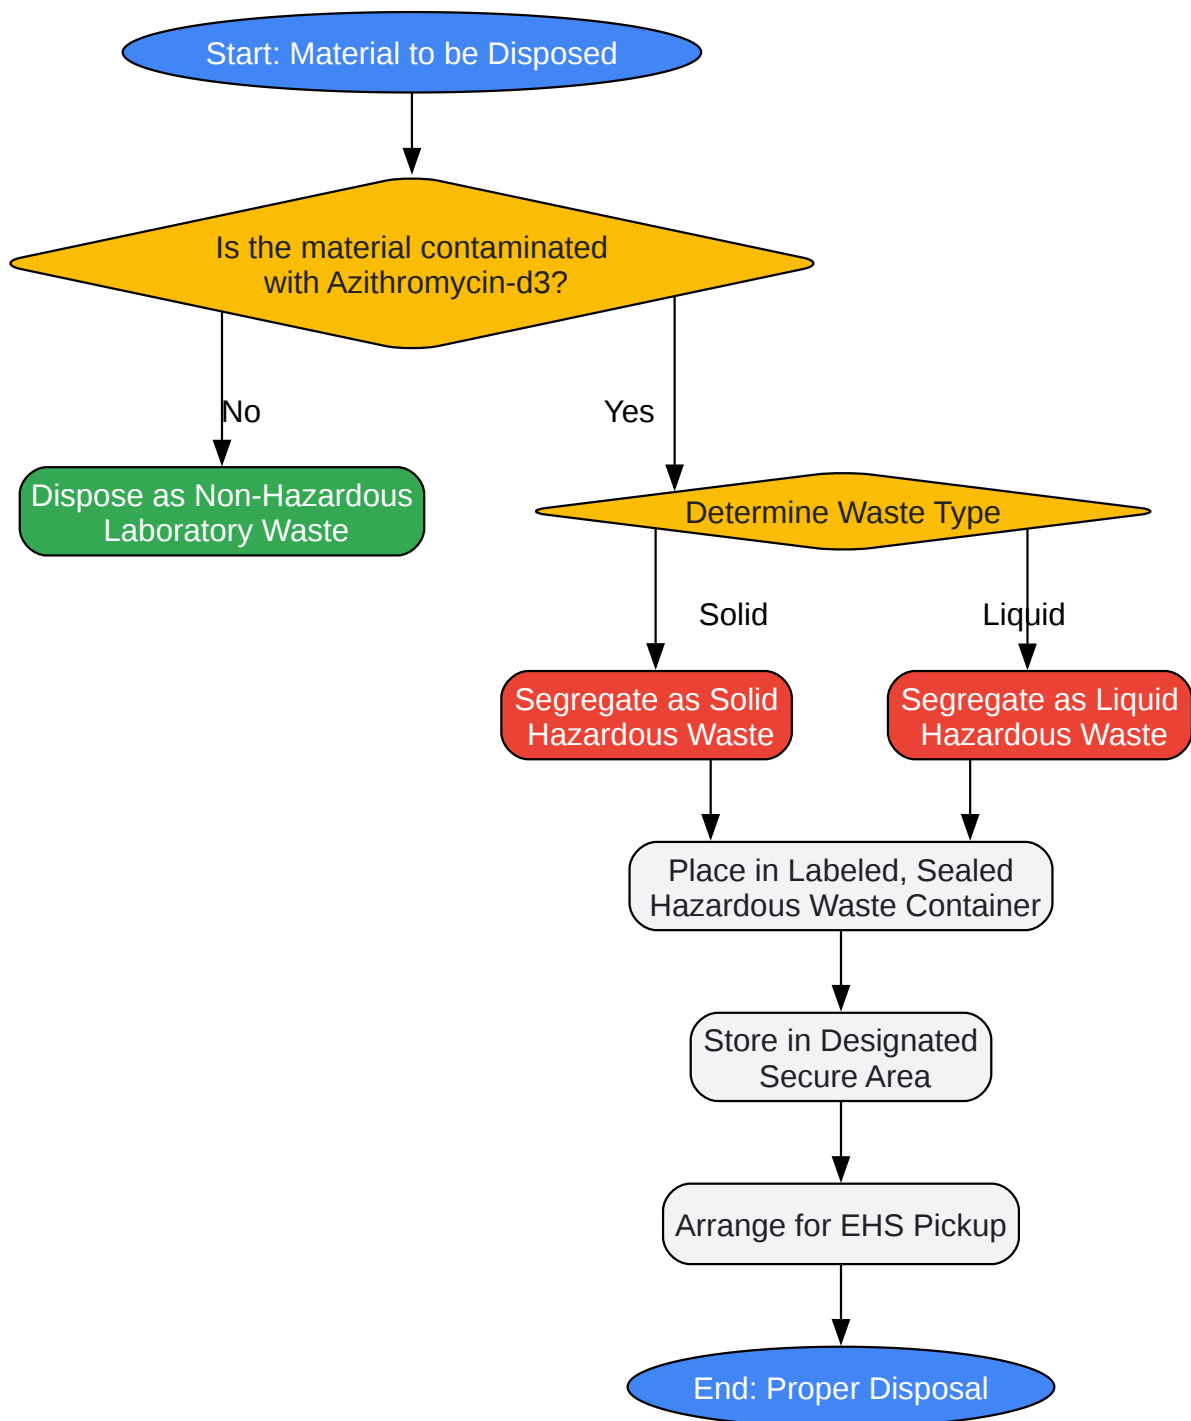 Start: Material to be Disposed
Is the material contaminated
with Azithromycin-d3?
No
Yes
Dispose as Non-Hazardous
Laboratory Waste
Determine Waste Type
Solid
Liquid
Segregate as Solid
Hazardous Waste
Segregate as Liquid
Hazardous Waste
Place in Labeled, Sealed
Hazardous Waste Container
Store in Designated
Secure Area
Arrange for EHS Pickup
End: Proper Disposal